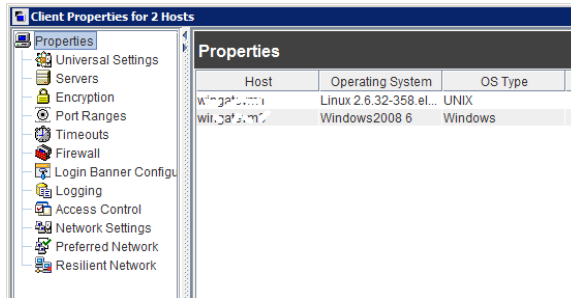 Client Properties for 2 Hosts
Properties
Universal Settings
Servers
Encryption
Port Ranges
Timeouts
Firewall
Login Banner Configu
Logging
Access Control
Network Settings
Preferred Network
Resilient Network
Properties
Host Operating System OS Type
Linux 2.6.32-358.el... UNIX
Windows2008 6 Windows